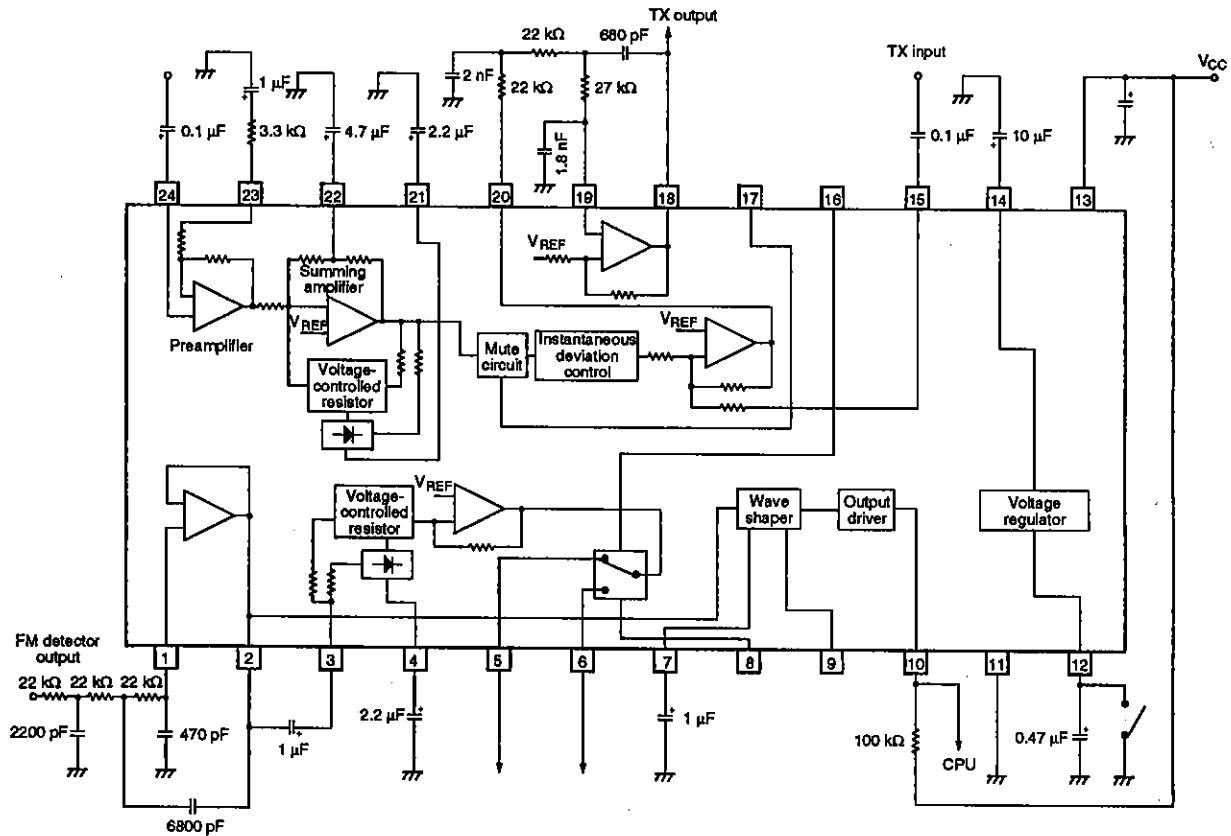 TX output
22 kΩ
680 pF
TX input
VCC
1 µF
2 nF
22 kΩ
27 kΩ
0.1 µF
3.3 kΩ
4.7 µF
2.2 µF
1.8 nF
0.1 µF
10 µF
24
23
22
21
20
19
18
17
16
15
14
13
VREF
Summing
amplifier
VREF
Preamplifier
VREF
Mute
circuit
Instantaneous
deviation
control
Voltage-
controlled
resistor
Voltage-
controlled
resistor
VREF
Wave
shaper
Output
driver
Voltage
regulator
FM detector
output
1
2
3
4
5
6
7
8
9
10
11
12
22 kΩ
22 kΩ
22 kΩ
2200 pF
470 pF
1 µF
2.2 µF
1 µF
100 kΩ
CPU
0.47 µF
6800 pF